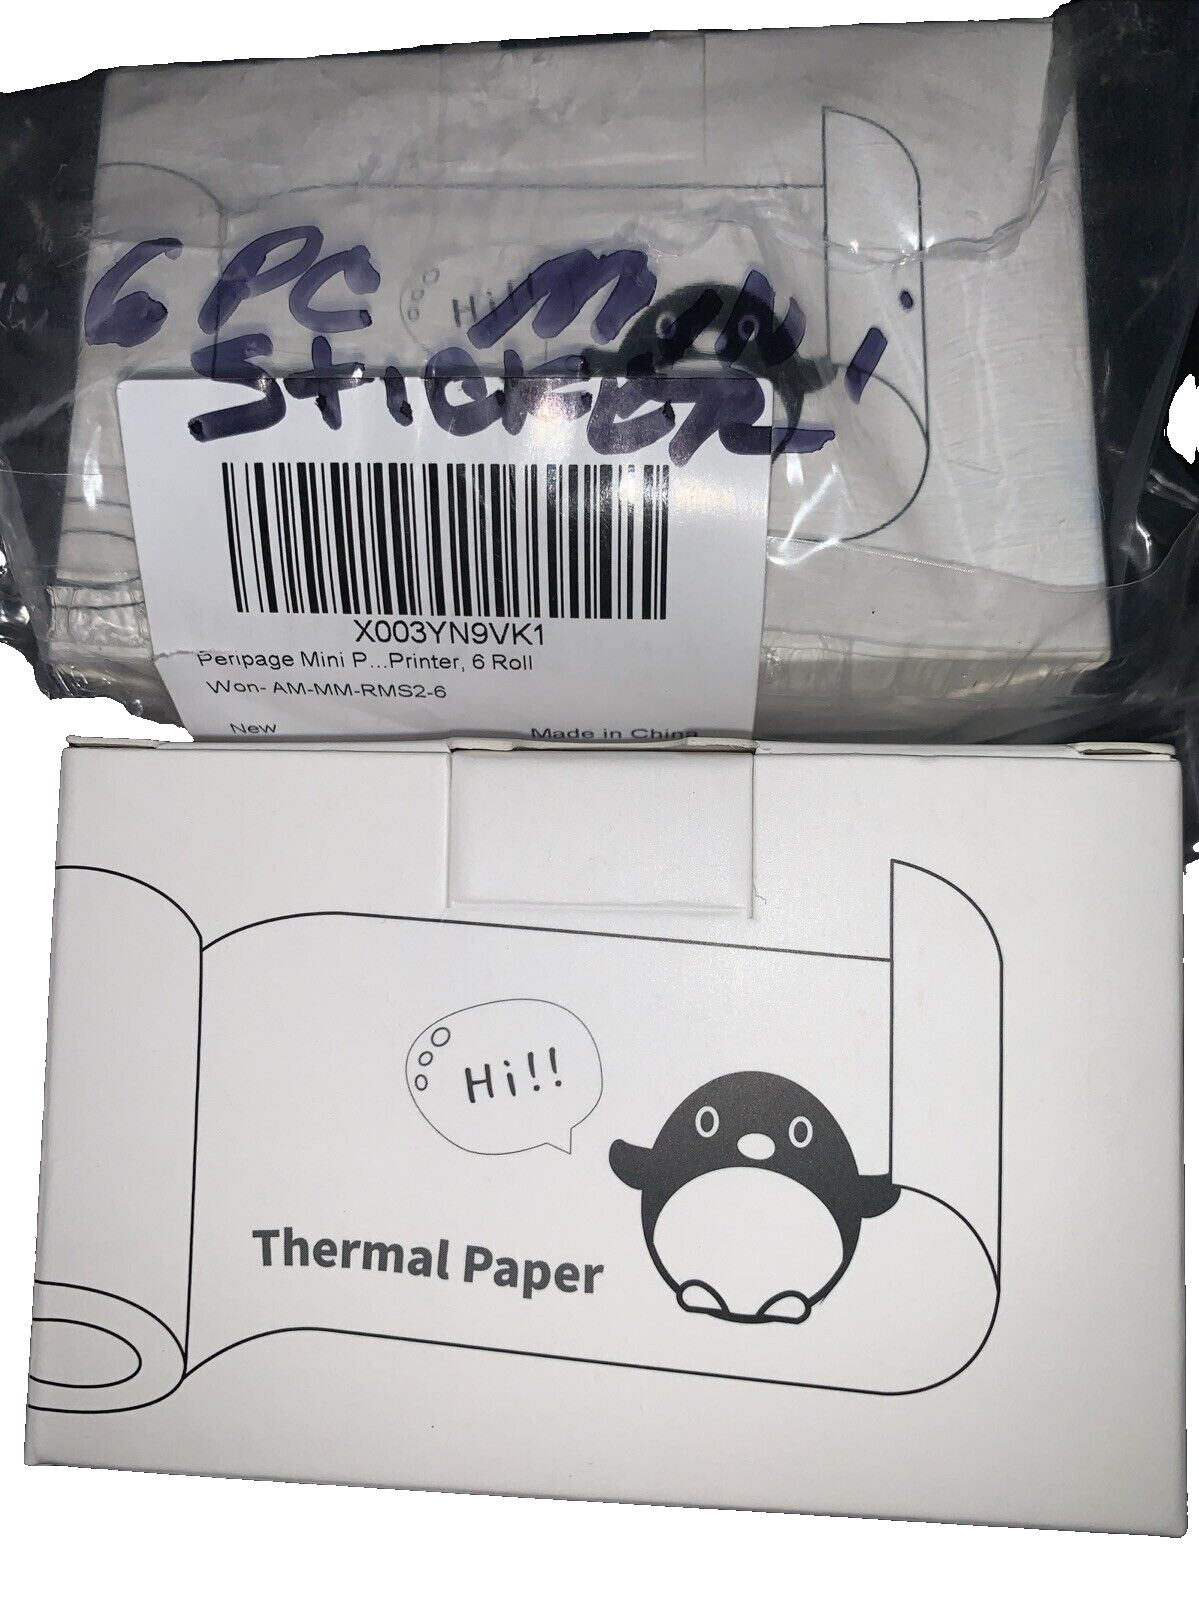 6 PC MINI
Hi!!
STICKER
X003YN9VK1
Peripage Mini P...Printer, 6 Roll
Won- AM-MM-RMS2-6
New
Made in China
Hi!!
Thermal Paper